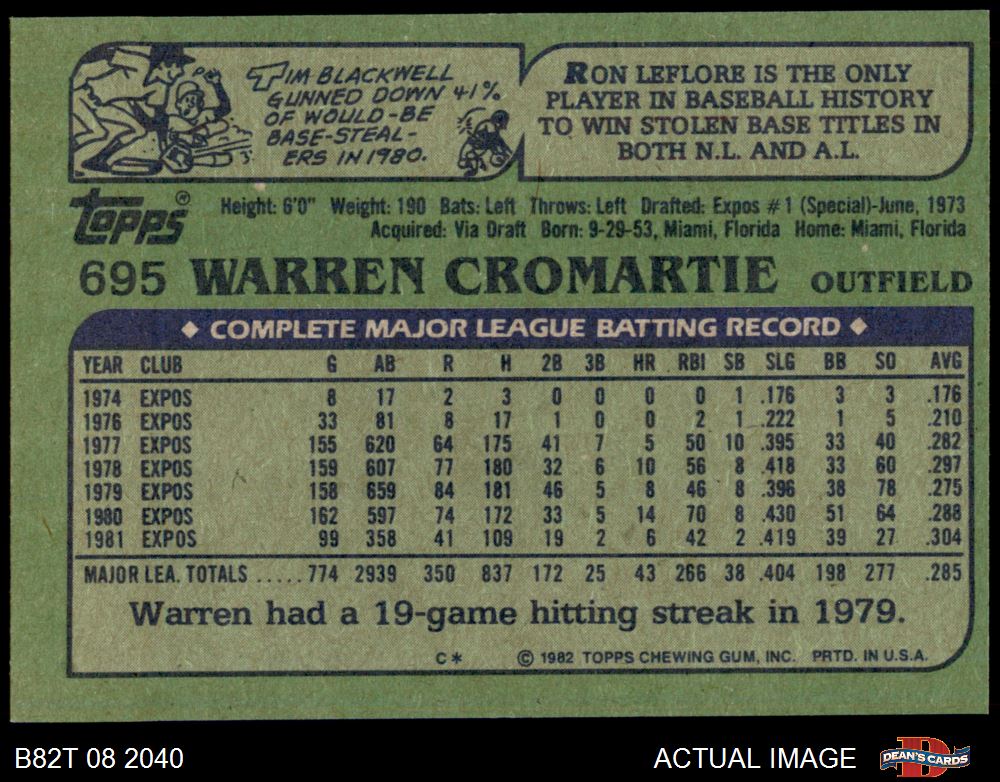 TIM BLACKWELL
GUNNED DOWN 41%
OF WOULD-BE
BASE-STEAL-
ERS IN 1980.
RON LEFLORE IS THE ONLY
PLAYER IN BASEBALL HISTORY
TO WIN STOLEN BASE TITLES IN
BOTH N.L. AND A.L.
TOPPS ®
Height: 6'0" Weight: 190 Bats: Left Throws: Left Drafted: Expos #1 (Special)-June, 1973
Acquired: Via Draft Born: 9-29-53, Miami, Florida Home: Miami, Florida
695 WARREN CROMARTIE OUTFIELD
◆ COMPLETE MAJOR LEAGUE BATTING RECORD ◆
YEAR CLUB G AB R H 2B 3B HR RBI SB SLG BB SO AVG
1974 EXPOS 8 17 2 3 0 0 0 0 1 .176 3 3 .176
1976 EXPOS 33 81 8 17 1 0 0 2 1 .222 1 5 .210
1977 EXPOS 155 620 64 175 41 7 5 50 10 .395 33 40 .282
1978 EXPOS 159 607 77 180 32 6 10 56 8 .418 33 60 .297
1979 EXPOS 158 659 84 181 46 5 8 46 8 .396 38 78 .275
1980 EXPOS 162 597 74 172 33 5 14 70 8 .430 51 64 .288
1981 EXPOS 99 358 41 109 19 2 6 42 2 .419 39 27 .304
MAJOR LEA. TOTALS .....774 2939 350 837 172 25 43 266 38 .404 198 277 .285
Warren had a 19-game hitting streak in 1979.
C* © 1982 TOPPS CHEWING GUM, INC. PRTD. IN U.S.A.
B82T 08 2040 ACTUAL IMAGE DEAN'S CARDS